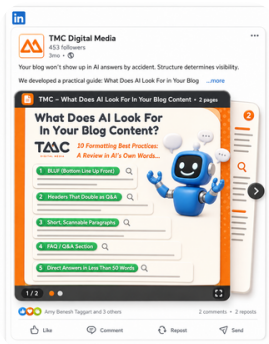 in
TMC Digital Media
453 followers
3mo •
Your blog won't show up in AI answers by accident. Structure determines visibility.
We developed a practical guide: What Does AI Look For in Your Blog ...more
TMC – What Does AI Look For In Your Blog Content • 2 pages
What Does AI Look For
In Your Blog Content?
TMC
10 Formatting Best Practices:
A Review in AI's Own Words...
1 BLUF (Bottom Line Up Front)
2 Headers That Double as Q&A
3 Short, Scannable Paragraphs
4 FAQ / Q&A Section
5 Direct Answers in Less Than 50 Words
2
1 / 2
Amy Benesh Taggart and 3 others
2 comments • 2 reposts
Like
Comment
Repost
Send